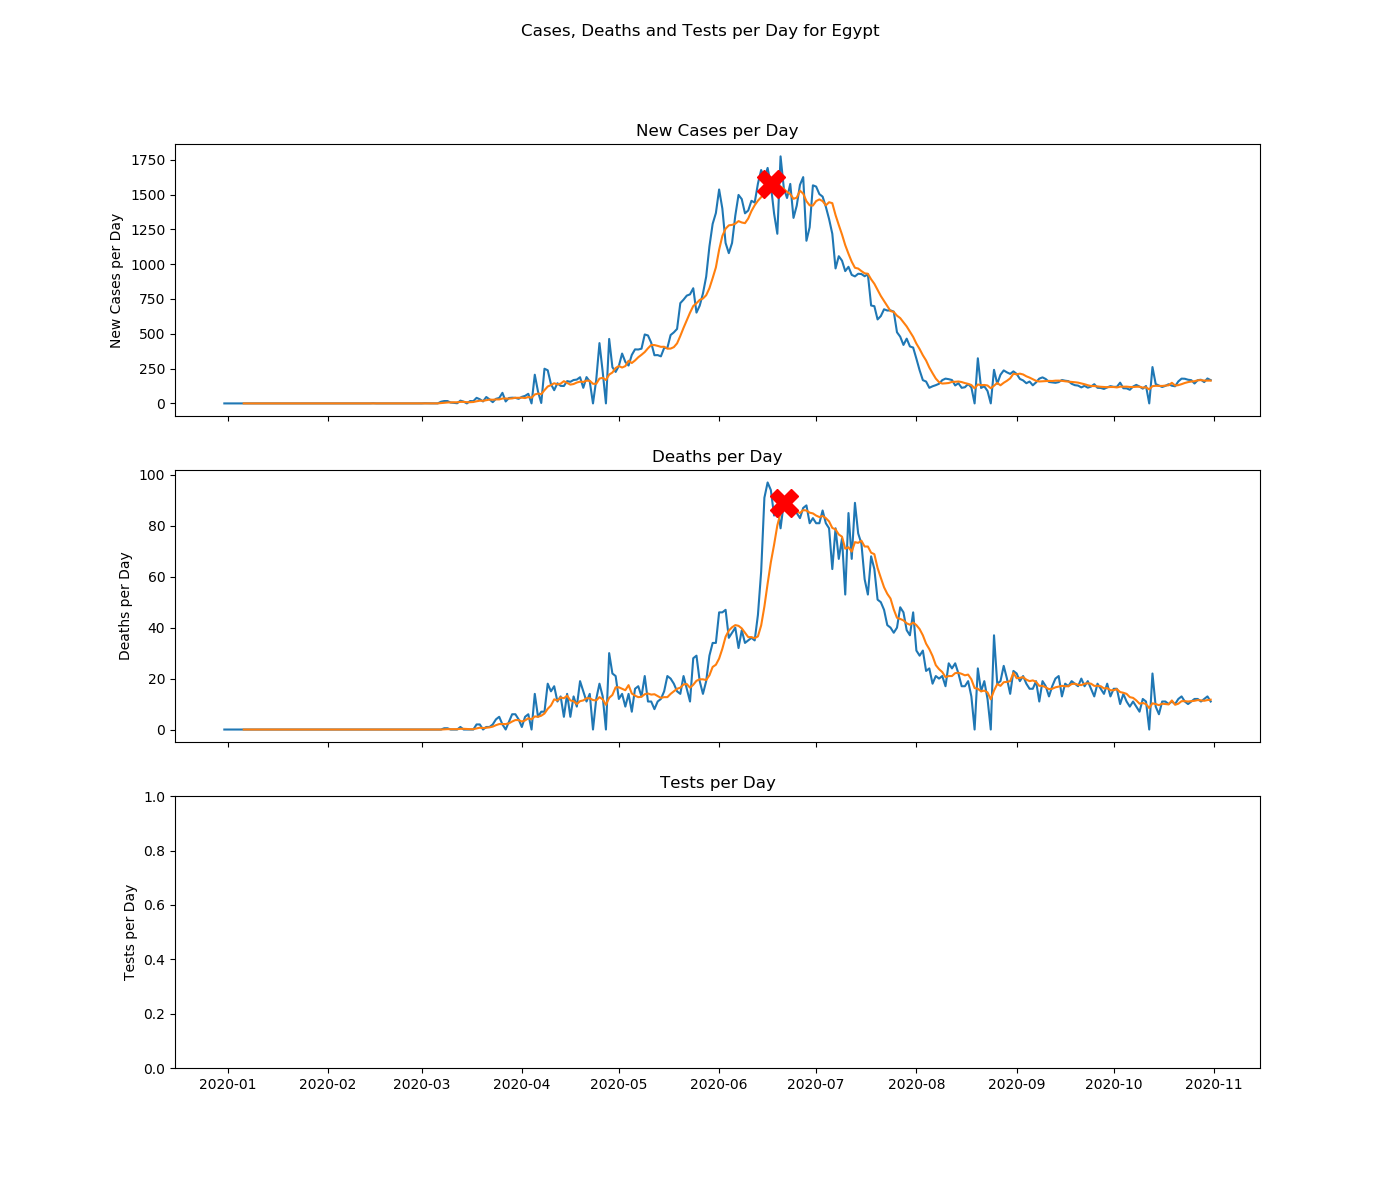 Cases, Deaths and Tests per Day for Egypt
New Cases per Day
New Cases per Day
1750
1500
1250
1000
750
500
250
0
Deaths per Day
Deaths per Day
100
80
60
40
20
0
Tests per Day
Tests per Day
1.0
0.8
0.6
0.4
0.2
0.0
2020-01 2020-02 2020-03 2020-04 2020-05 2020-06 2020-07 2020-08 2020-09 2020-10 2020-11